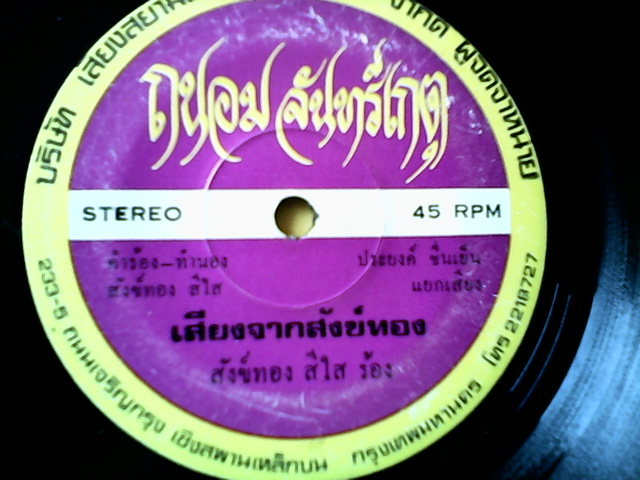 บริษัท เสียงสยาม
จำกัด ผู้จัดจำหน่าย
ถนอม จันทร์เกตุ
STEREO
45 RPM
คำร้อง–ทำนอง
ประยงค์ ชื่นเย็น
สังข์ทอง สีใส
แยกเสียง
เสียงจากสังข์ทอง
สังข์ทอง สีใส ร้อง
233-5 ถนนเจริญกรุง เชิงสะพานเหล็กบน กรุงเทพมหานคร โทร 2218727